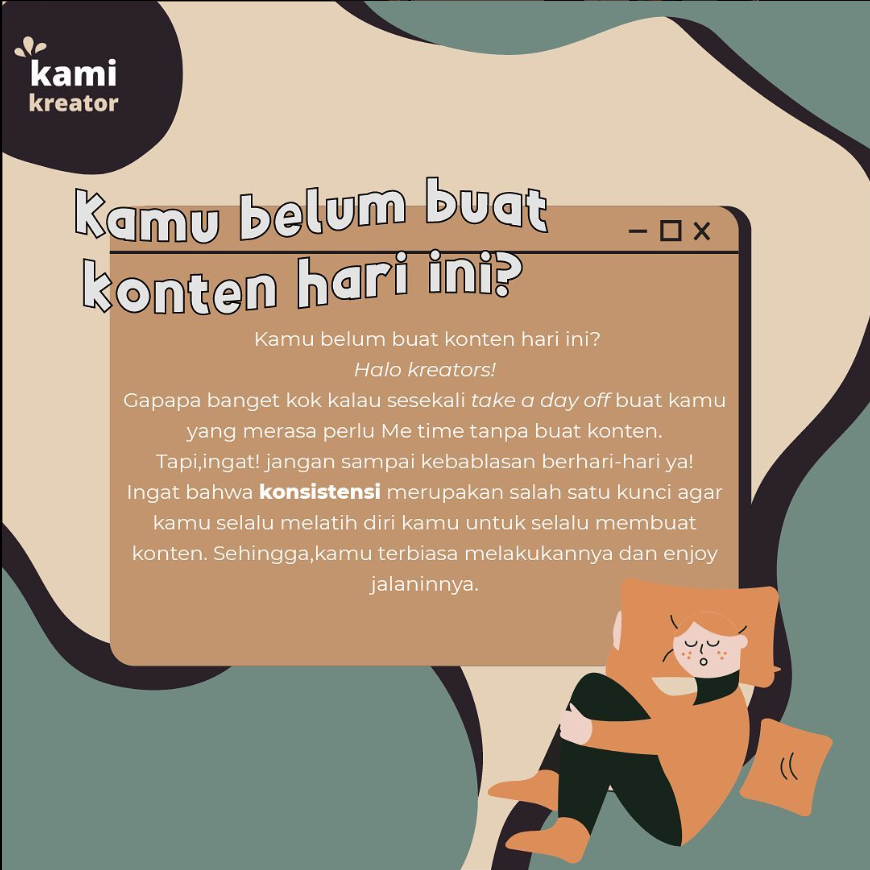 kami
kreator
Kamu belum buat
konten hari ini?
Kamu belum buat konten hari ini?
Halo kreators!
Gapapa banget kok kalau sesekali take a day off buat kamu
yang merasa perlu Me time tanpa buat konten.
Tapi,ingat! jangan sampai kebablasan berhari-hari ya!
Ingat bahwa konsistensi merupakan salah satu kunci agar
kamu selalu melatih diri kamu untuk selalu membuat
konten. Sehingga,kamu terbiasa melakukannya dan enjoy
jalaninnya.